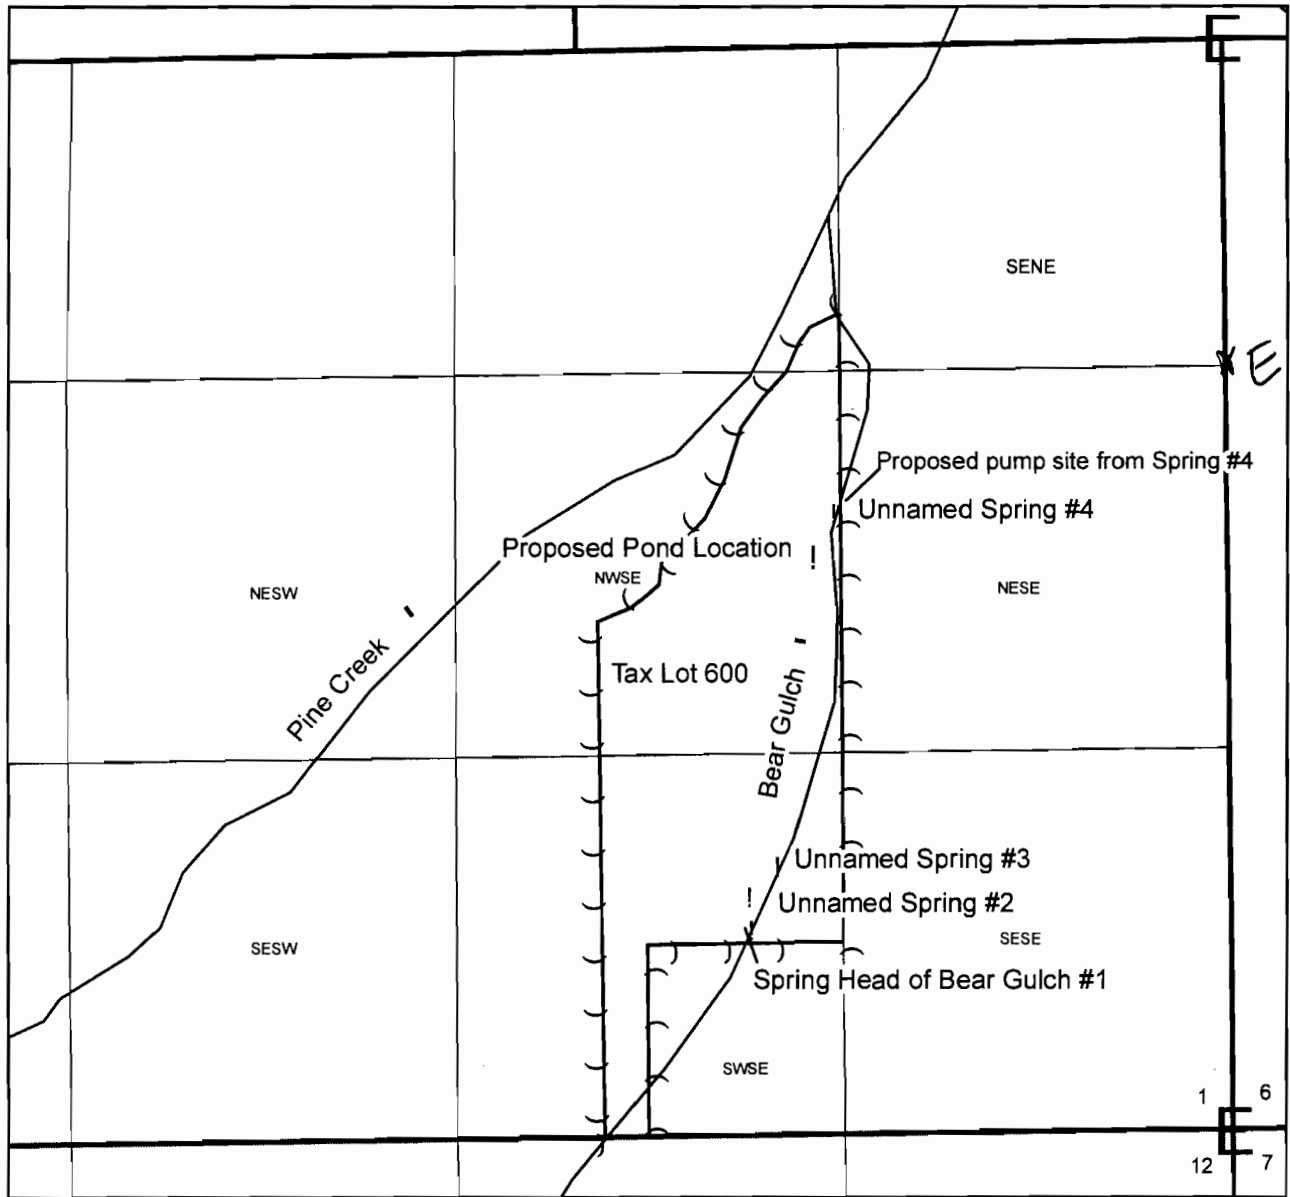 SENE
E
Proposed pump site from Spring #4
Unnamed Spring #4
Proposed Pond Location
NWSE
NESW
NESE
Pine Creek
Tax Lot 600
Bear Gulch
Unnamed Spring #3
Unnamed Spring #2
SESW
SESE
Spring Head of Bear Gulch #1
SWSE
1 6
12 7